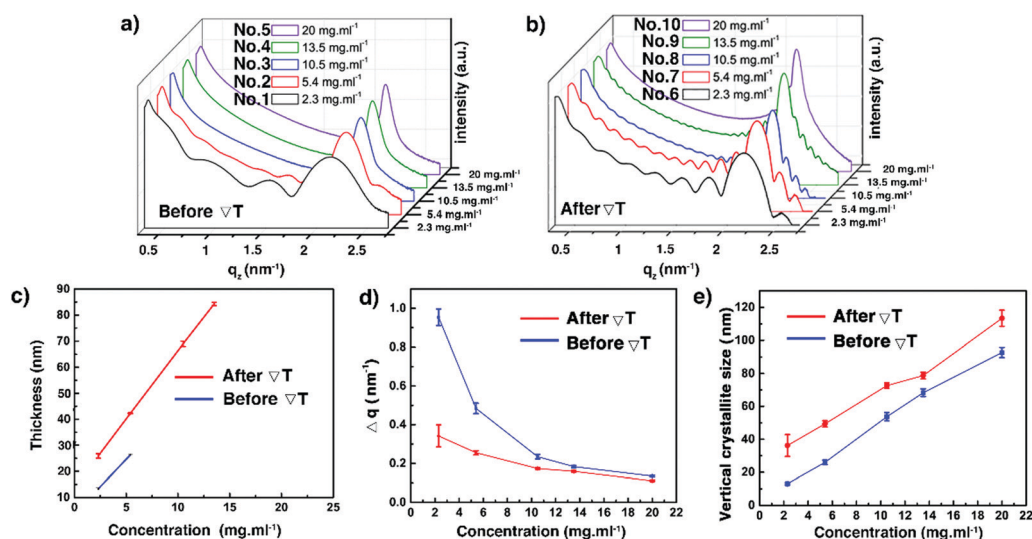 a)
No.5 20 mg.ml⁻¹
No.4 13.5 mg.ml⁻¹
No.3 10.5 mg.ml⁻¹
No.2 5.4 mg.ml⁻¹
No.1 2.3 mg.ml⁻¹
intensity (a.u.)
Before ▽T
20 mg.ml⁻¹
13.5 mg.ml⁻¹
10.5 mg.ml⁻¹
5.4 mg.ml⁻¹
2.3 mg.ml⁻¹
0.5 1 1.5 2 2.5
q_z (nm⁻¹)
b)
No.10 20 mg.ml⁻¹
No.9 13.5 mg.ml⁻¹
No.8 10.5 mg.ml⁻¹
No.7 5.4 mg.ml⁻¹
No.6 2.3 mg.ml⁻¹
intensity (a.u.)
After ▽T
20 mg.ml⁻¹
13.5 mg.ml⁻¹
10.5 mg.ml⁻¹
5.4 mg.ml⁻¹
2.3 mg.ml⁻¹
0.5 1 1.5 2 2.5
q_z (nm⁻¹)
c)
Thickness (nm)
90
80
70
60
50
40
30
20
10
After ▽T
Before ▽T
0 5 10 15 20 25
Concentration (mg.ml⁻¹)
d)
△ q (nm⁻¹)
1.0
0.8
0.6
0.4
0.2
0.0
After ▽T
Before ▽T
0 2 4 6 8 10 12 14 16 18 20 22
Concentration (mg.ml⁻¹)
e)
Vertical crystallite size (nm)
120
100
80
60
40
20
0
After ▽T
Before ▽T
0 2 4 6 8 10 12 14 16 18 20 22
Concentration (mg.ml⁻¹)